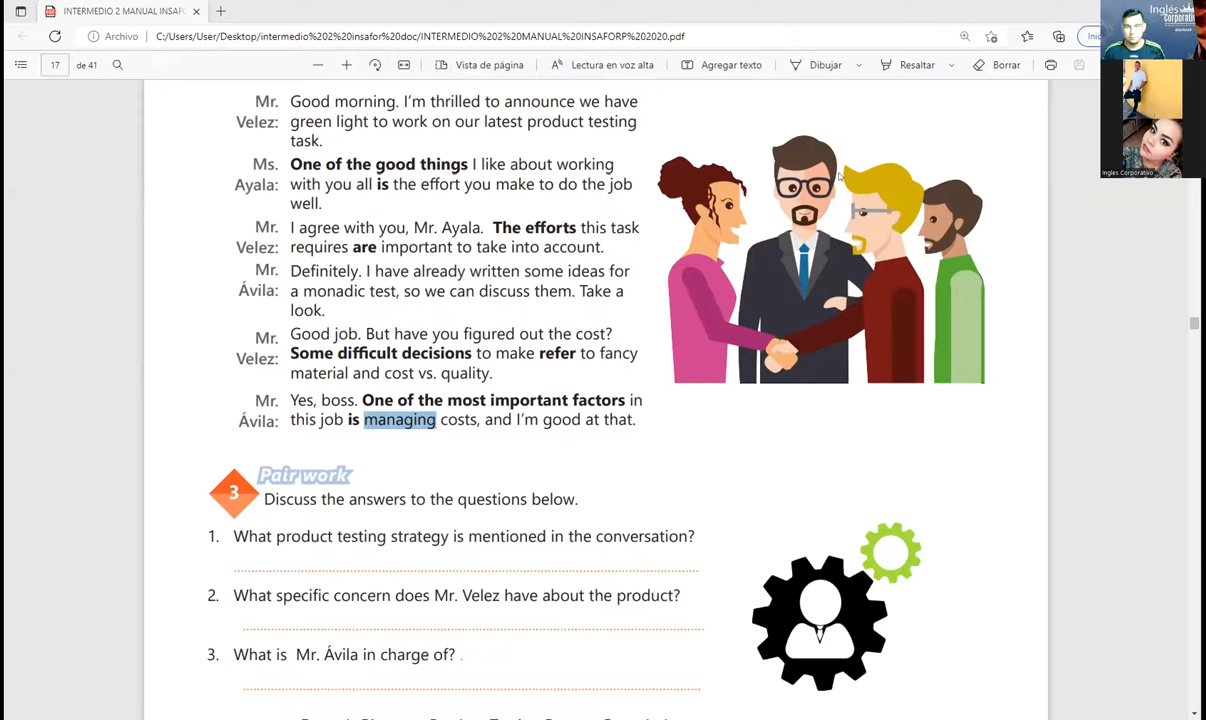 INTERMEDIO 2 MANUAL INSAF
Archivo
C:/Users/User/Desktop/intermedio%202%20insafor%20doc/INTERMEDIO%202%20MANUAL%20INSAFORP%202020.pdf
17
de 41
Vista de página
Lectura en voz alta
Agregar texto
Dibujar
Resaltar
Borrar
Inglés
Corporativo
Ingles Corporativo
Mr. Good morning. I'm thrilled to announce we have
Velez: green light to work on our latest product testing
task.
Ms. One of the good things I like about working
Ayala: with you all is the effort you make to do the job
well.
Mr. I agree with you, Mr. Ayala. The efforts this task
Velez: requires are important to take into account.
Mr. Definitely. I have already written some ideas for
Ávila: a monadic test, so we can discuss them. Take a
look.
Mr. Good job. But have you figured out the cost?
Velez: Some difficult decisions to make refer to fancy
material and cost vs. quality.
Mr. Yes, boss. One of the most important factors in
Ávila: this job is managing costs, and I'm good at that.
Pair work
3 Discuss the answers to the questions below.
1. What product testing strategy is mentioned in the conversation?
2. What specific concern does Mr. Velez have about the product?
3. What is Mr. Ávila in charge of?